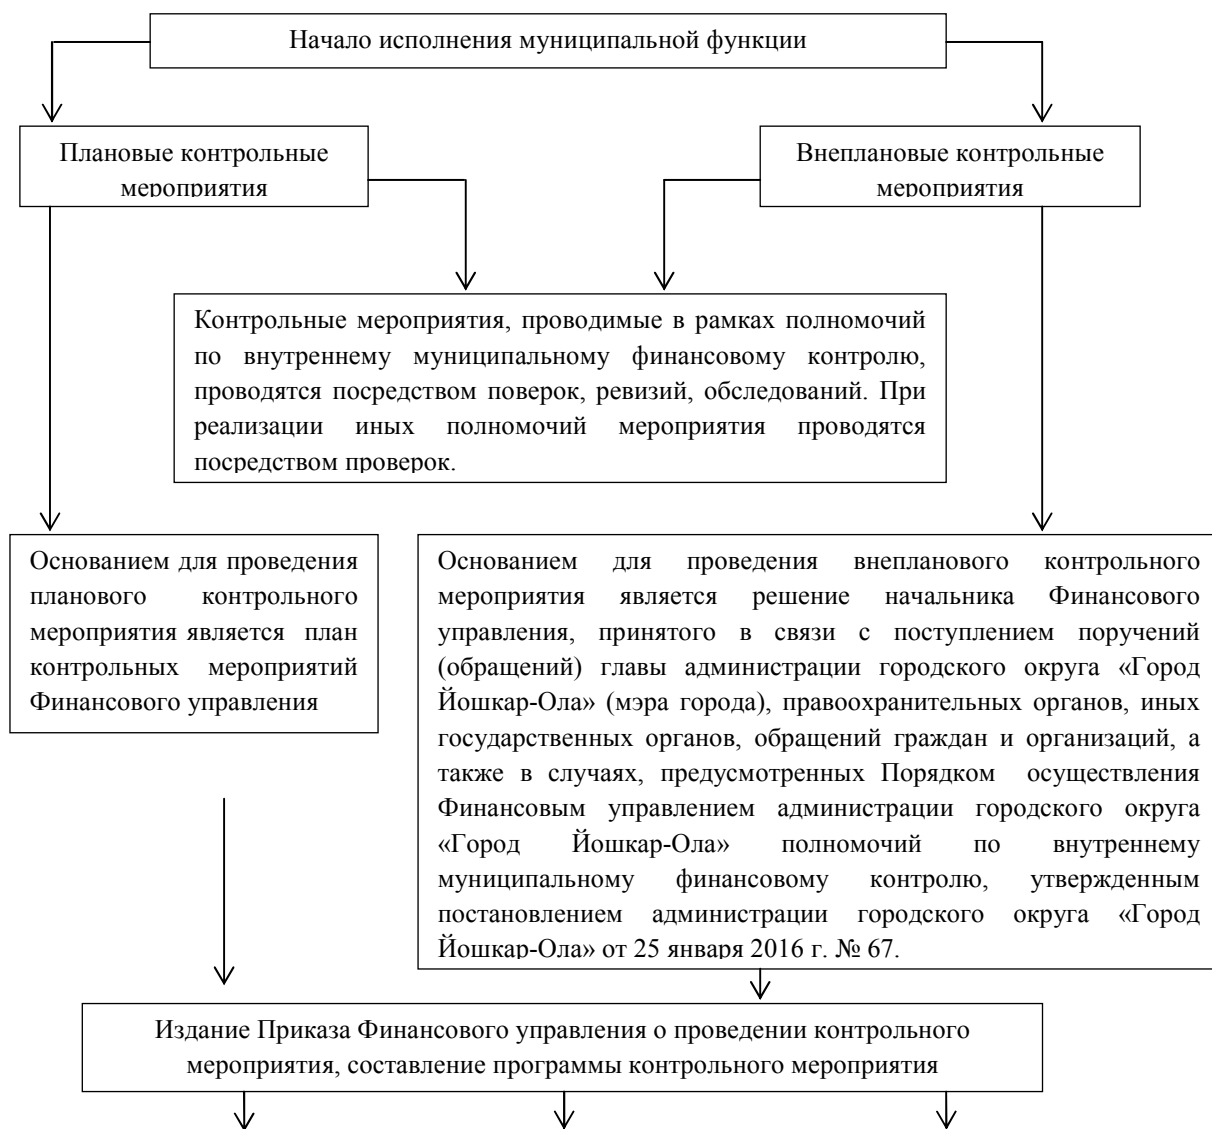 Начало исполнения муниципальной функции
Плановые контрольные
мероприятия
Внеплановые контрольные
мероприятия
Контрольные мероприятия, проводимые в рамках полномочий
по внутреннему муниципальному финансовому контролю,
проводятся посредством поверок, ревизий, обследований. При
реализации иных полномочий мероприятия проводятся
посредством проверок.
Основанием для проведения
планового контрольного
мероприятия является план
контрольных мероприятий
Финансового управления
Основанием для проведения внепланового контрольного
мероприятия является решение начальника Финансового
управления, принятого в связи с поступлением поручений
(обращений) главы администрации городского округа «Город
Йошкар-Ола» (мэра города), правоохранительных органов, иных
государственных органов, обращений граждан и организаций, а
также в случаях, предусмотренных Порядком осуществления
Финансовым управлением администрации городского округа
«Город Йошкар-Ола» полномочий по внутреннему
муниципальному финансовому контролю, утвержденным
постановлением администрации городского округа «Город
Йошкар-Ола» от 25 января 2016 г. № 67.
Издание Приказа Финансового управления о проведении контрольного
мероприятия, составление программы контрольного мероприятия